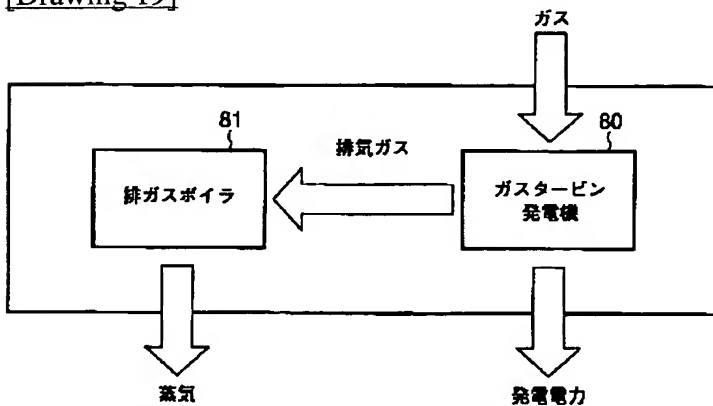 [Drawing 19]
ガス
81
80
排気ガス
排ガスボイラ
ガスタービン
発電機
蒸気
発電電力